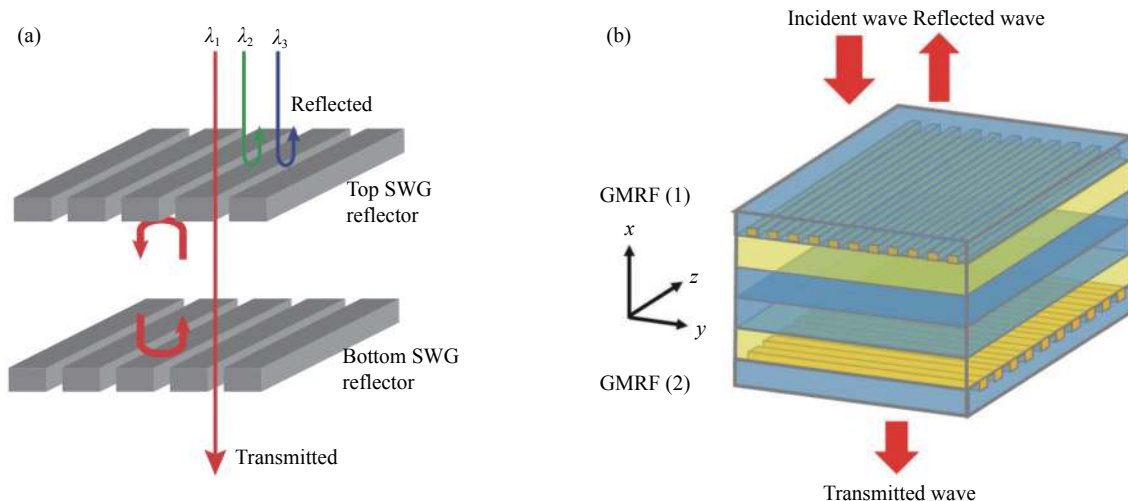 (a)
λ1
λ2
λ3
Reflected
Top SWG
reflector
Bottom SWG
reflector
Transmitted
(b)
Incident wave Reflected wave
GMRF (1)
x
z
y
GMRF (2)
Transmitted wave